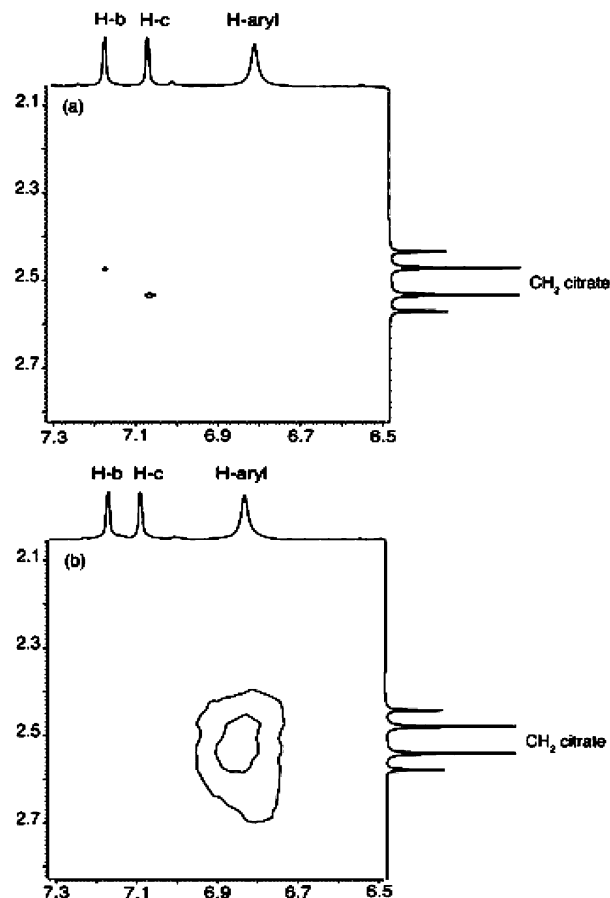 H-b H-c H-aryl
(a)
2.1
2.3
2.5
2.7
CH₂ citrate
7.3 7.1 6.9 6.7 6.5
H-b H-c H-aryl
(b)
2.1
2.3
2.5
2.7
CH₂ citrate
7.3 7.1 6.9 6.7 6.5